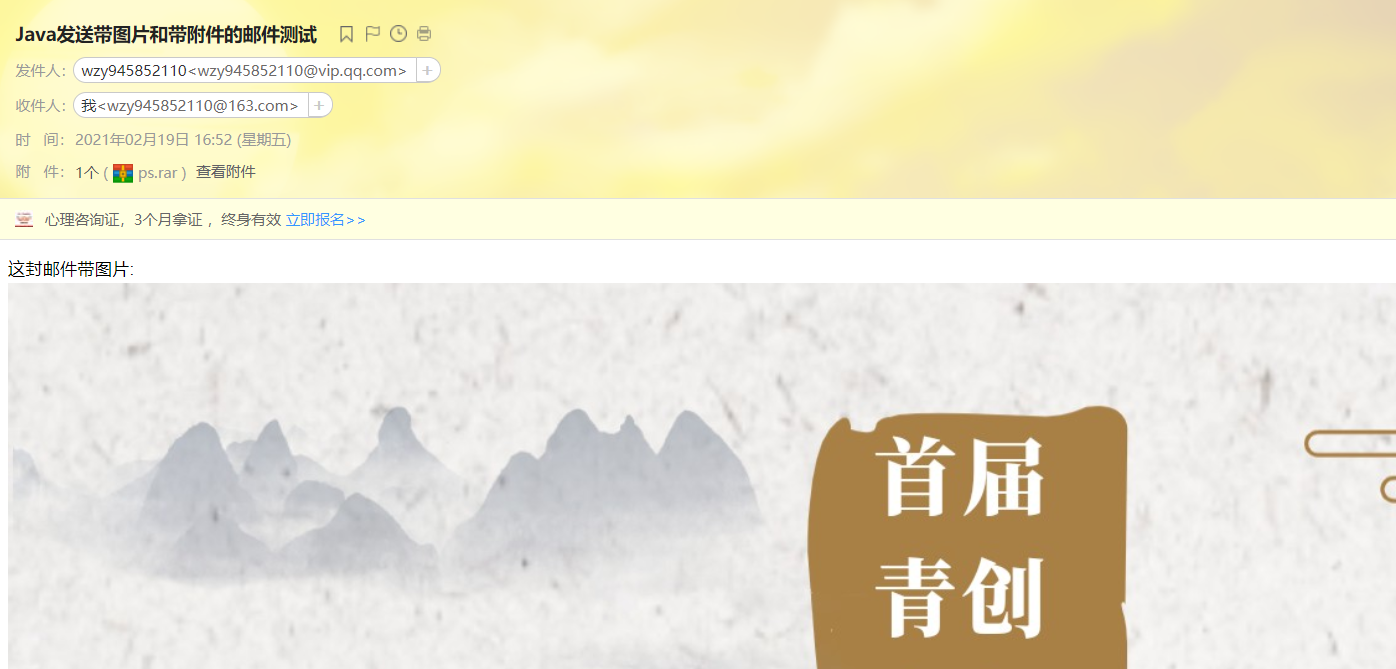 Java发送带图片和带附件的邮件测试
发件人: wzy945852110<wzy945852110@vip.qq.com> +
收件人: 我<wzy945852110@163.com> +
时 间: 2021年02月19日 16:52 (星期五)
附 件: 1个 ( ps.rar ) 查看附件
心理咨询证，3个月拿证 ，终身有效 立即报名>>
这封邮件带图片:
首届
青创